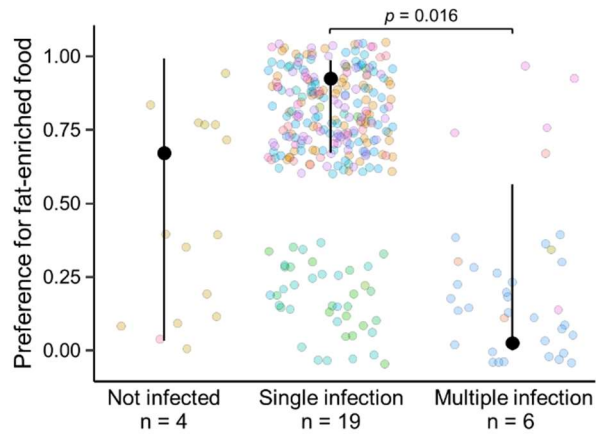 p = 0.016
Preference for fat-enriched food
1.00
0.75
0.50
0.25
0.00
Not infected
n = 4
Single infection
n = 19
Multiple infection
n = 6